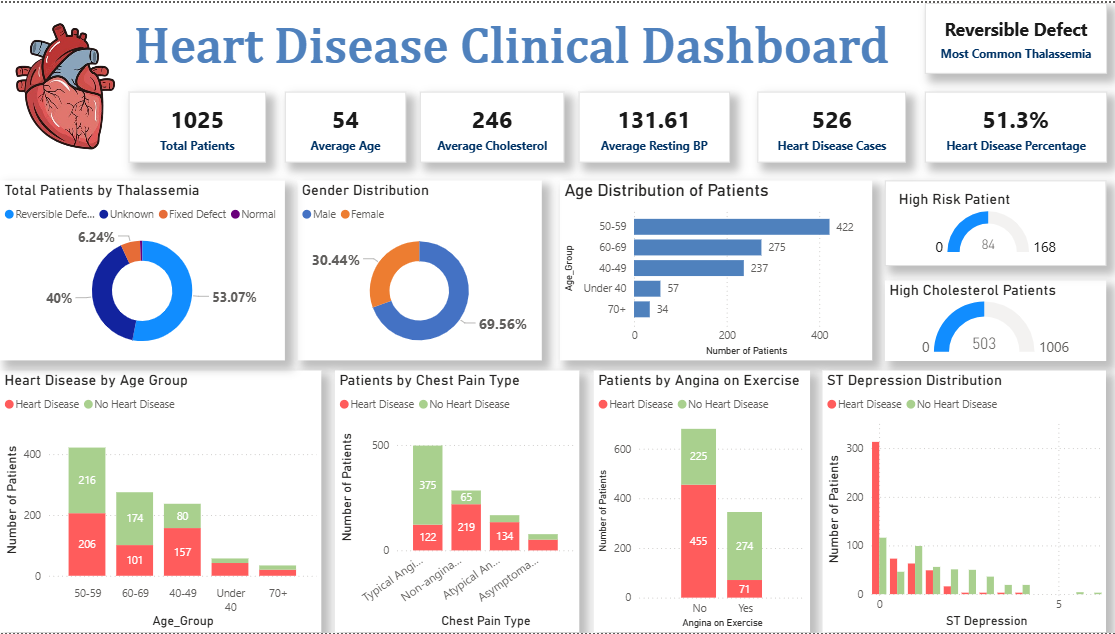 Heart Disease Clinical Dashboard
Reversible Defect
Most Common Thalassemia
1025
Total Patients
54
Average Age
246
Average Cholesterol
131.61
Average Resting BP
526
Heart Disease Cases
51.3%
Heart Disease Percentage
Total Patients by Thalassemia
Reversible Defe... Unknown Fixed Defect Normal
6.24%
40%
53.07%
Gender Distribution
Male Female
30.44%
69.56%
Age Distribution of Patients
Age_Group
50-59 422
60-69 275
40-49 237
Under 40 57
70+ 34
0 200 400
Number of Patients
High Risk Patient
0 84 168
High Cholesterol Patients
0 503 1006
Heart Disease by Age Group
Heart Disease No Heart Disease
Number of Patients
400
200
0
216
206
174
101
80
157
50-59 60-69 40-49 Under 40 70+
Age_Group
Patients by Chest Pain Type
Heart Disease No Heart Disease
Number of Patients
500
0
375
122
65
219
134
Typical Angi... Non-angina... Atypical An... Asymptoma...
Chest Pain Type
Patients by Angina on Exercise
Heart Disease No Heart Disease
Number of Patients
600
400
200
0
225
455
274
71
No Yes
Angina on Exercise
ST Depression Distribution
Heart Disease No Heart Disease
Number of Patients
300
200
100
0
0 5
ST Depression